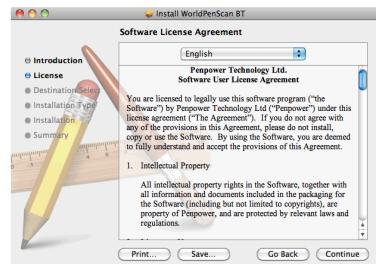 Install WorldPenScan BT
Software License Agreement
English
Introduction
License
Destination Select
Installation Type
Installation
Summary
Penpower Technology Ltd.
Software User License Agreement
You are licensed to legally use this software program ("the
Software") by Penpower Technology Ltd ("Penpower") under this
license agreement ("The Agreement"). If you do not agree with
any of the provisions in this Agreement, please do not install,
copy or use the Software. By using the Software, you are deemed
to fully understand and accept the provisions of this Agreement.
1. Intellectual Property
All intellectual property rights in the Software, together with
all information and documents included in the packaging for
the Software (including but not limited to copyrights), are
property of Penpower, and are protected by relevant laws and
regulations.
Print...
Save...
Go Back
Continue